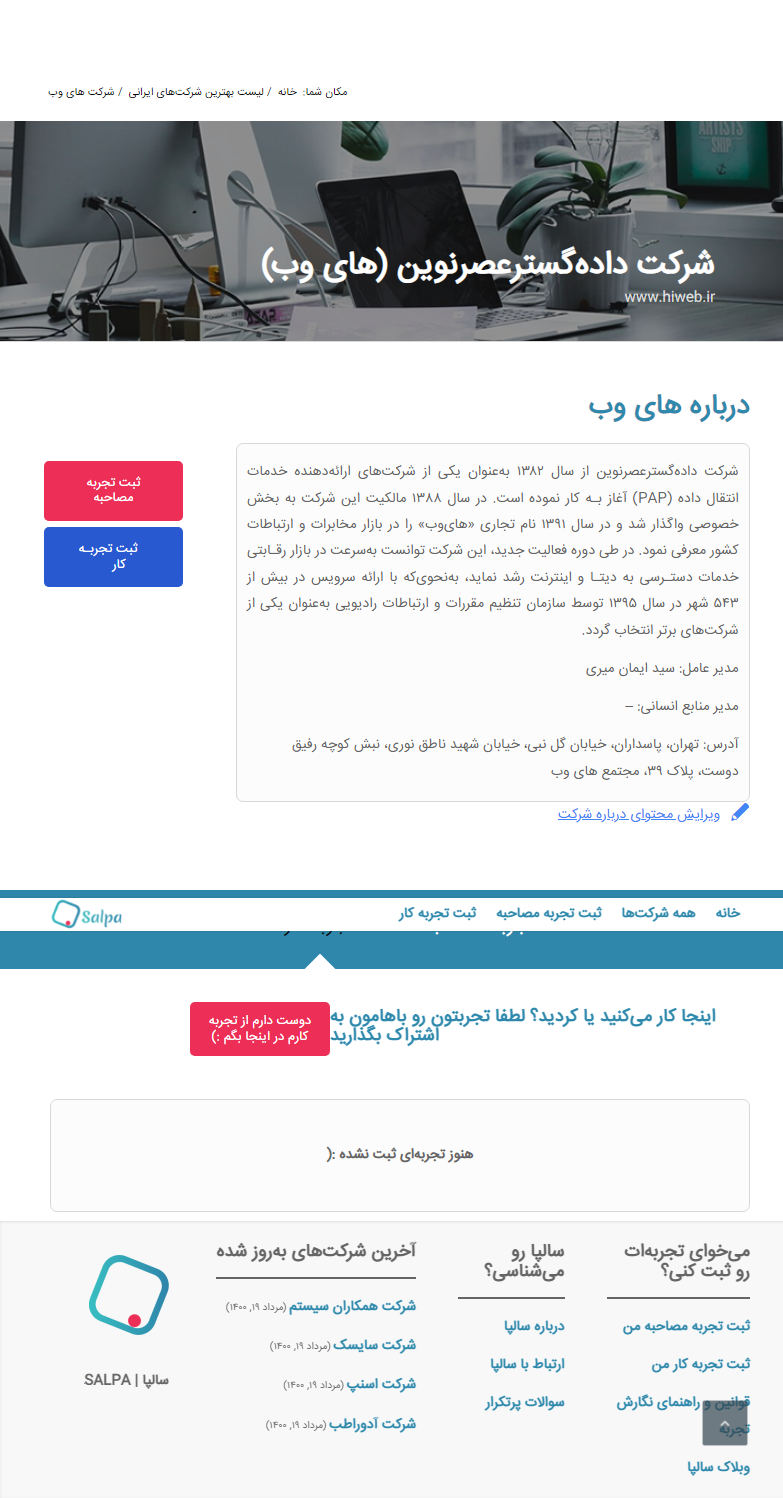 مکان شما: خانه / لیست بهترین شرکت‌های ایرانی / شرکت های وب
ARTISTS
SHIP
شرکت داده‌گسترعصرنوین (های وب)
www.hiweb.ir
درباره های وب
شرکت داده‌گسترعصرنوین از سال ۱۳۸۲ به‌عنوان یکی از شرکت‌های ارائه‌دهنده خدمات
انتقال داده (PAP) آغاز بـه کار نموده است. در سال ۱۳۸۸ مالکیت این شرکت به بخش
خصوصی واگذار شد و در سال ۱۳۹۱ نام تجاری «های‌وب» را در بازار مخابرات و ارتباطات
کشور معرفی نمود. در طی دوره فعالیت جدید، این شرکت توانست به‌سرعت در بازار رقـابتی
خدمات دستـرسی به دیتـا و اینترنت رشد نماید، به‌نحوی‌که با ارائه سرویس در بیش از
۵۴۳ شهر در سال ۱۳۹۵ توسط سازمان تنظیم مقررات و ارتباطات رادیویی به‌عنوان یکی از
شرکت‌های برتر انتخاب گردد.
مدیر عامل: سید ایمان میری
مدیر منابع انسانی: –
آدرس: تهران، پاسداران، خیابان گل نبی، خیابان شهید ناطق نوری، نبش کوچه رفیق
دوست، پلاک ۳۹، مجتمع های وب
ویرایش محتوای درباره شرکت
ثبت تجربه
مصاحبه
ثبت تجربـه
کار
خانه
همه شرکت‌ها
ثبت تجربه مصاحبه
ثبت تجربه کار
Salpa
اینجا کار می‌کنید یا کردید؟ لطفا تجربتون رو باهامون به
اشتراک بگذارید
دوست دارم از تجربه
کارم در اینجا بگم :)
هنوز تجربه‌ای ثبت نشده :(
می‌خوای تجربه‌ات
رو ثبت کنی؟
ثبت تجربه مصاحبه من
ثبت تجربه کار من
قوانین و راهنمای نگارش
تجربه
وبلاک سالپا
سالپا رو
می‌شناسی؟
درباره سالپا
ارتباط با سالپا
سوالات پرتکرار
آخرین شرکت‌های به‌روز شده
شرکت همکاران سیستم (مرداد ۱۹, ۱۴۰۰)
شرکت سایسک (مرداد ۱۹, ۱۴۰۰)
شرکت اسنپ (مرداد ۱۹, ۱۴۰۰)
شرکت آدوراطب (مرداد ۱۹, ۱۴۰۰)
سالپا | SALPA